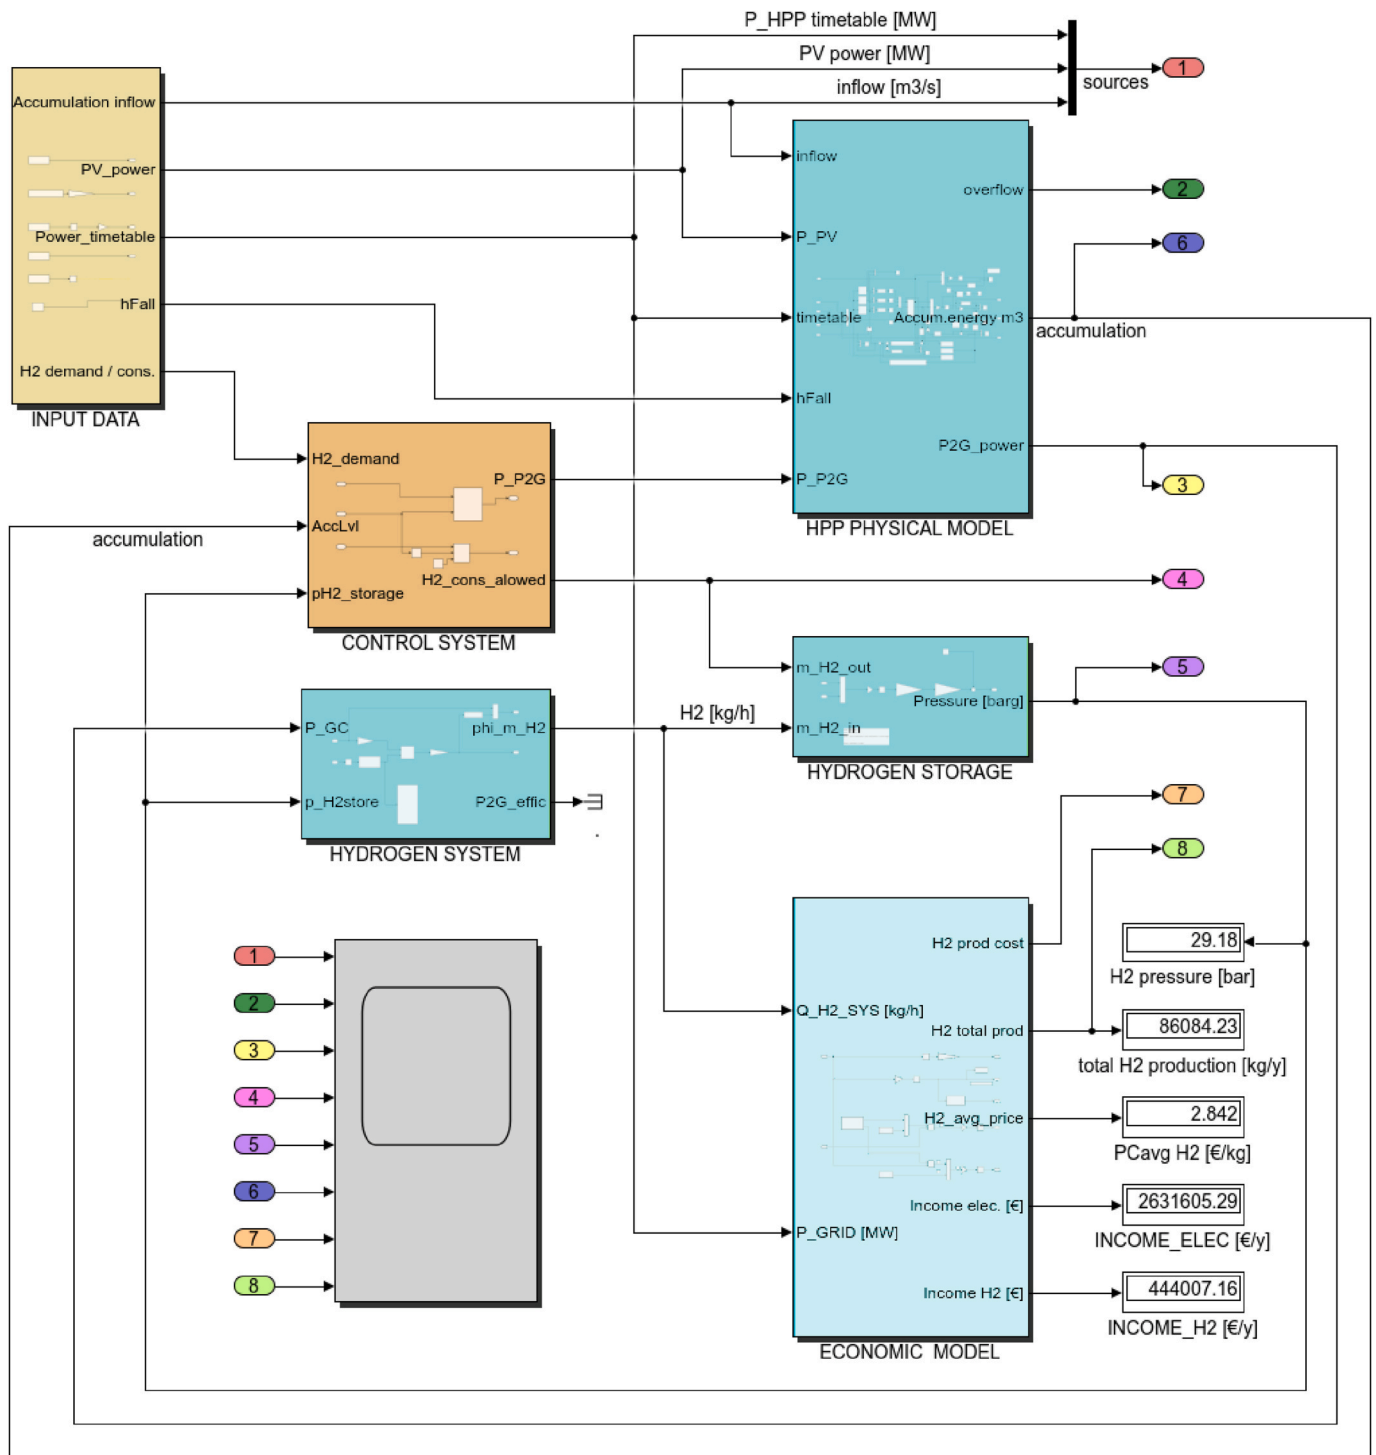 P_HPP timetable [MW]
PV power [MW]
inflow [m3/s]
sources
1
Accumulation inflow
PV_power
Power_timetable
hFall
H2 demand / cons.
INPUT DATA
inflow
P_PV
timetable
hFall
P_P2G
overflow
Accum.energy m3
P2G_power
HPP PHYSICAL MODEL
2
6
accumulation
3
H2_demand
AccLvl
pH2_storage
P_P2G
H2_cons_alowed
CONTROL SYSTEM
accumulation
4
m_H2_out
m_H2_in
Pressure [barg]
HYDROGEN STORAGE
5
P_GC
p_H2store
phi_m_H2
P2G_effic
HYDROGEN SYSTEM
H2 [kg/h]
7
8
Q_H2_SYS [kg/h]
P_GRID [MW]
H2 prod cost
H2 total prod
H2_avg_price
Income elec. [€]
Income H2 [€]
ECONOMIC MODEL
29.18
H2 pressure [bar]
86084.23
total H2 production [kg/y]
2.842
PCavg H2 [€/kg]
2631605.29
INCOME_ELEC [€/y]
444007.16
INCOME_H2 [€/y]
1
2
3
4
5
6
7
8